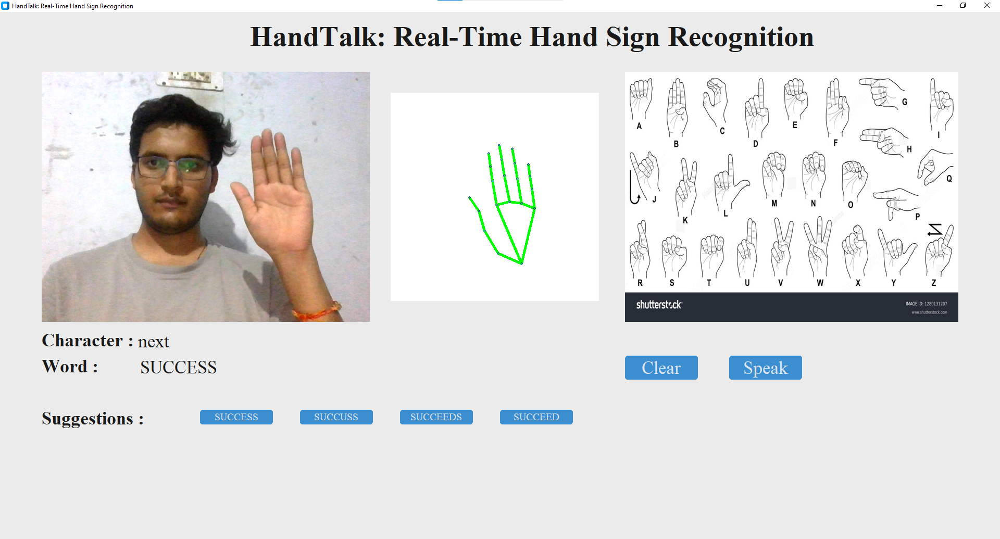 HandTalk: Real-Time Hand Sign Recognition
HandTalk: Real-Time Hand Sign Recognition
A
B
C
D
E
F
G
H
I
J
K
L
M
N
O
P
Q
R S T U V W X Y Z
shutterstock
IMAGE ID: 1280131207
www.shutterstock.com
Character : next
Word : SUCCESS
Clear Speak
Suggestions : SUCCESS SUCCUSS SUCCEEDS SUCCEED